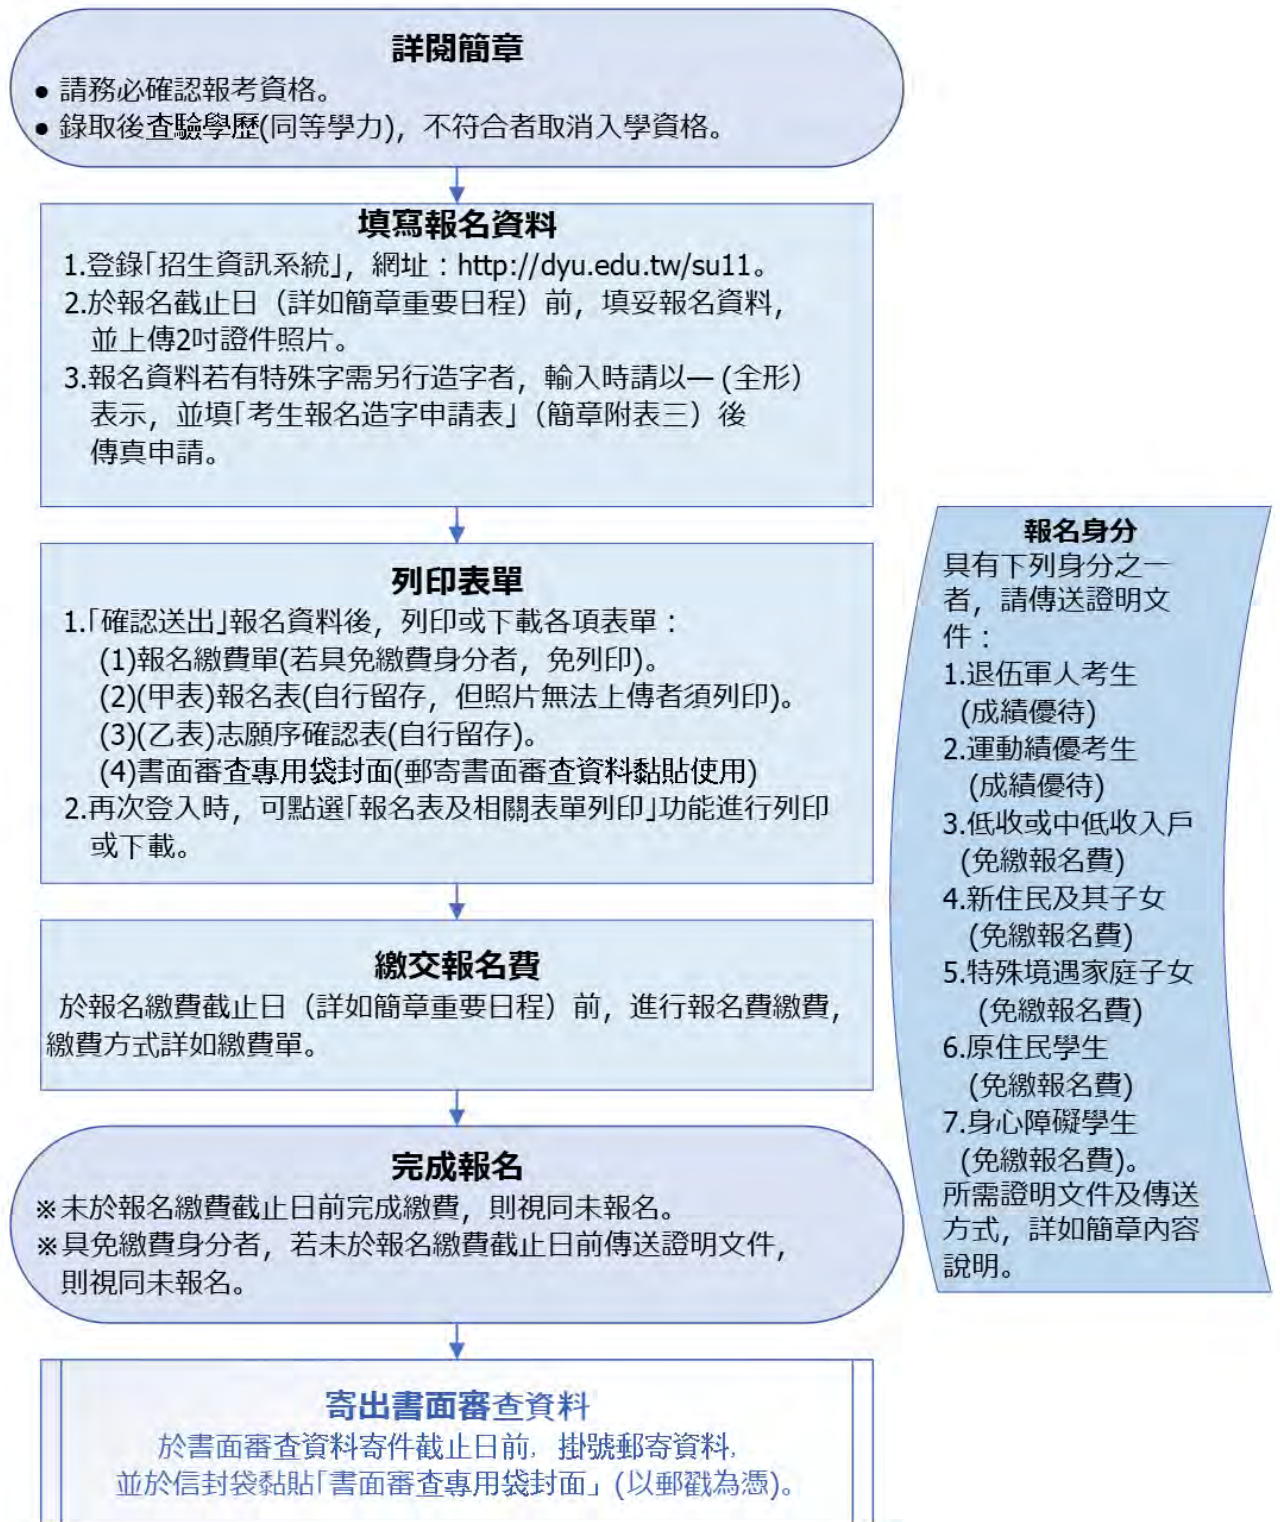 詳閱簡章
● 請務必確認報考資格。
● 錄取後查驗學歷(同等學力)，不符合者取消入學資格。
填寫報名資料
1.登錄「招生資訊系統」，網址：http://dyu.edu.tw/su11。
2.於報名截止日（詳如簡章重要日程）前，填妥報名資料，
並上傳2吋證件照片。
3.報名資料若有特殊字需另行造字者，輸入時請以—(全形)
表示，並填「考生報名造字申請表」（簡章附表三）後
傳真申請。
列印表單
1.「確認送出」報名資料後，列印或下載各項表單：
(1)報名繳費單(若具免繳費身分者，免列印)。
(2)(甲表)報名表(自行留存，但照片無法上傳者須列印)。
(3)(乙表)志願序確認表(自行留存)。
(4)書面審查專用袋封面(郵寄書面審查資料黏貼使用)
2.再次登入時，可點選「報名表及相關表單列印」功能進行列印
或下載。
繳交報名費
於報名繳費截止日（詳如簡章重要日程）前，進行報名費繳費，
繳費方式詳如繳費單。
完成報名
※未於報名繳費截止日前完成繳費，則視同未報名。
※具免繳費身分者，若未於報名繳費截止日前傳送證明文件，
則視同未報名。
寄出書面審查資料
於書面審查資料寄件截止日前，掛號郵寄資料，
並於信封袋黏貼「書面審查專用袋封面」(以郵戳為憑)。
報名身分
具有下列身分之一
者，請傳送證明文
件：
1.退伍軍人考生
(成績優待)
2.運動績優考生
(成績優待)
3.低收或中低收入戶
(免繳報名費)
4.新住民及其子女
(免繳報名費)
5.特殊境遇家庭子女
(免繳報名費)
6.原住民學生
(免繳報名費)
7.身心障礙學生
(免繳報名費)。
所需證明文件及傳送
方式，詳如簡章內容
說明。